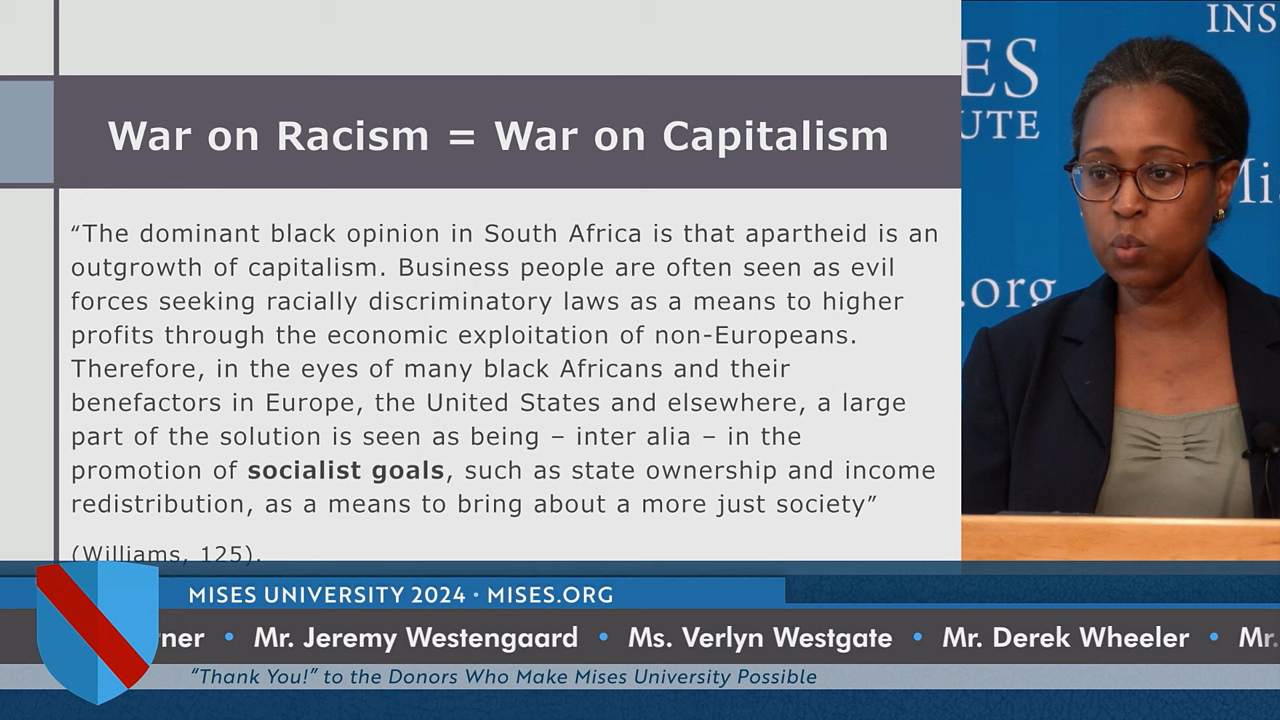 War on Racism = War on Capitalism
“The dominant black opinion in South Africa is that apartheid is an
outgrowth of capitalism. Business people are often seen as evil
forces seeking racially discriminatory laws as a means to higher
profits through the economic exploitation of non-Europeans.
Therefore, in the eyes of many black Africans and their
benefactors in Europe, the United States and elsewhere, a large
part of the solution is seen as being – inter alia – in the
promotion of socialist goals, such as state ownership and income
redistribution, as a means to bring about a more just society”
(Williams, 125).
INS
ES
UTE
Mi
.org
MISES UNIVERSITY 2024 • MISES.ORG
rner • Mr. Jeremy Westengaard • Ms. Verlyn Westgate • Mr. Derek Wheeler • Mr.
“Thank You!” to the Donors Who Make Mises University Possible